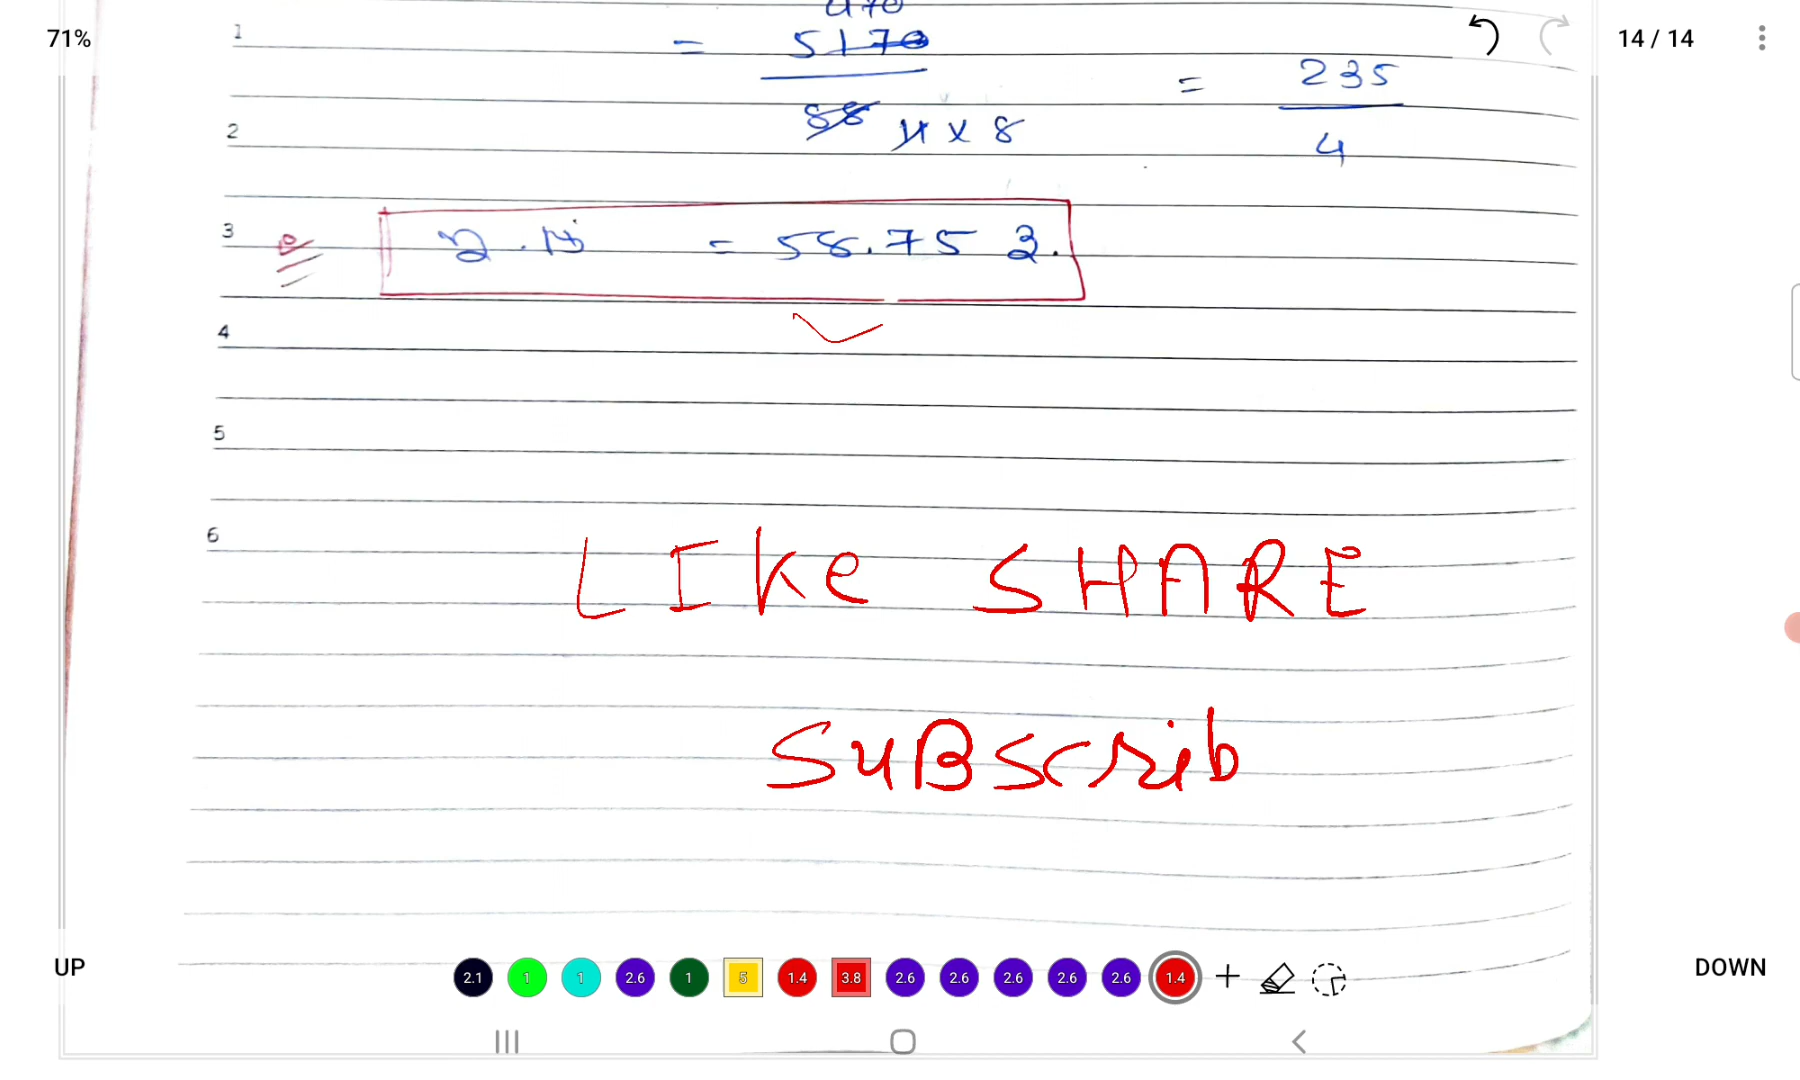 71%
14 / 14
470
1
= 5170
= 235
88 11 x 8
4
2
3
= 58.75
4
5
6
LIKe SHARE
SuBscrib
UP
DOWN
2.1 1 1 2.6 1 5 1.4 3.8 2.6 2.6 2.6 2.6 2.6 1.4 +